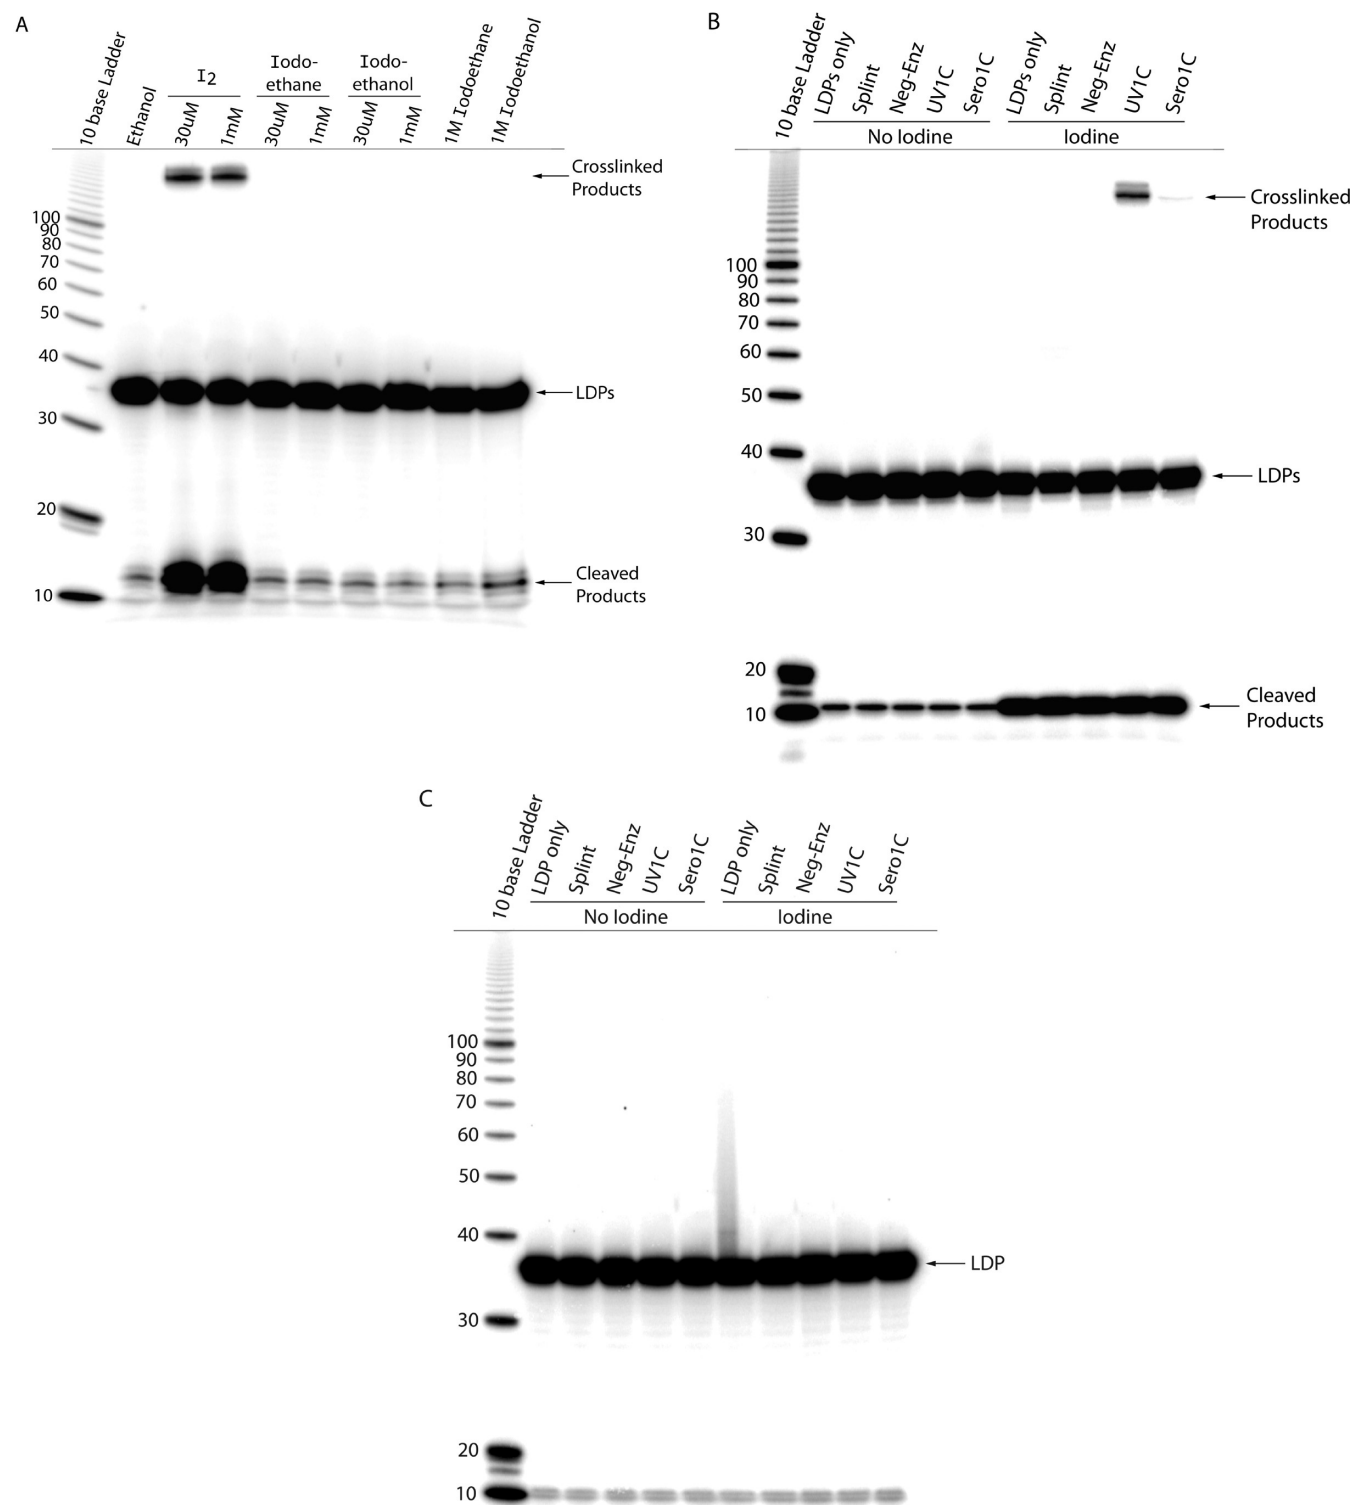 A
10 base Ladder
Ethanol
I2
30uM
1mM
Iodo-
ethane
30uM
1mM
Iodo-
ethanol
30uM
1mM
1M Iodoethane
1M Iodoethanol
Crosslinked
Products
100
90
80
70
60
50
40
30
20
10
LDPs
Cleaved
Products
B
10 base Ladder
LDPs only
Splint
Neg-Enz
UV1C
Sero1C
LDPs only
Splint
Neg-Enz
UV1C
Sero1C
No Iodine
Iodine
Crosslinked
Products
100
90
80
70
60
50
40
30
20
10
LDPs
Cleaved
Products
C
10 base Ladder
LDP only
Splint
Neg-Enz
UV1C
Sero1C
LDP only
Splint
Neg-Enz
UV1C
Sero1C
No Iodine
Iodine
100
90
80
70
60
50
40
30
20
10
LDP